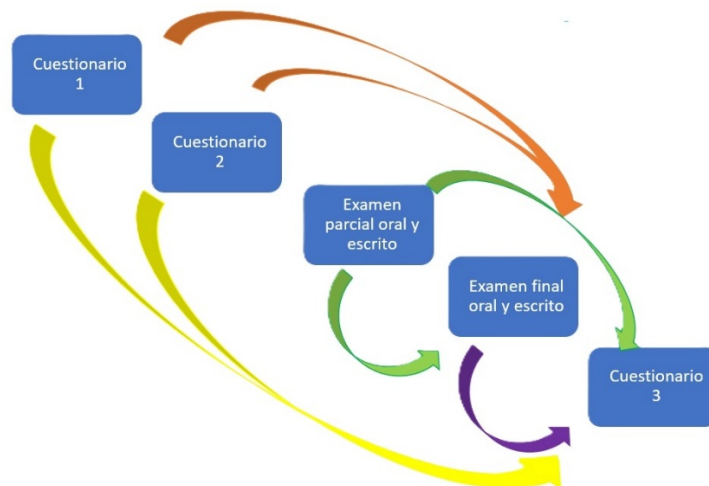 Cuestionario
1
Cuestionario
2
Examen
parcial oral y
escrito
Examen final
oral y escrito
Cuestionario
3